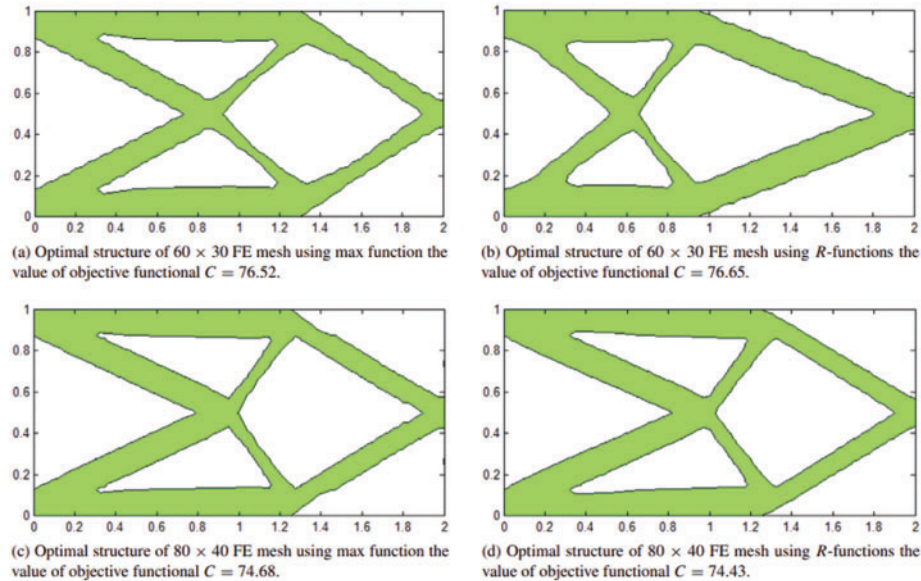 1
0.8
0.6
0.4
0.2
0
0 0.2 0.4 0.6 0.8 1 1.2 1.4 1.6 1.8 2
(a) Optimal structure of 60 × 30 FE mesh using max function the
value of objective functional C = 76.52.
1
0.8
0.6
0.4
0.2
0
0 0.2 0.4 0.6 0.8 1 1.2 1.4 1.6 1.8 2
(b) Optimal structure of 60 × 30 FE mesh using R-functions the
value of objective functional C = 76.65.
1
0.8
0.6
0.4
0.2
0
0 0.2 0.4 0.6 0.8 1 1.2 1.4 1.6 1.8 2
(c) Optimal structure of 80 × 40 FE mesh using max function the
value of objective functional C = 74.68.
1
0.8
0.6
0.4
0.2
0
0 0.2 0.4 0.6 0.8 1 1.2 1.4 1.6 1.8 2
(d) Optimal structure of 80 × 40 FE mesh using R-functions the
value of objective functional C = 74.43.